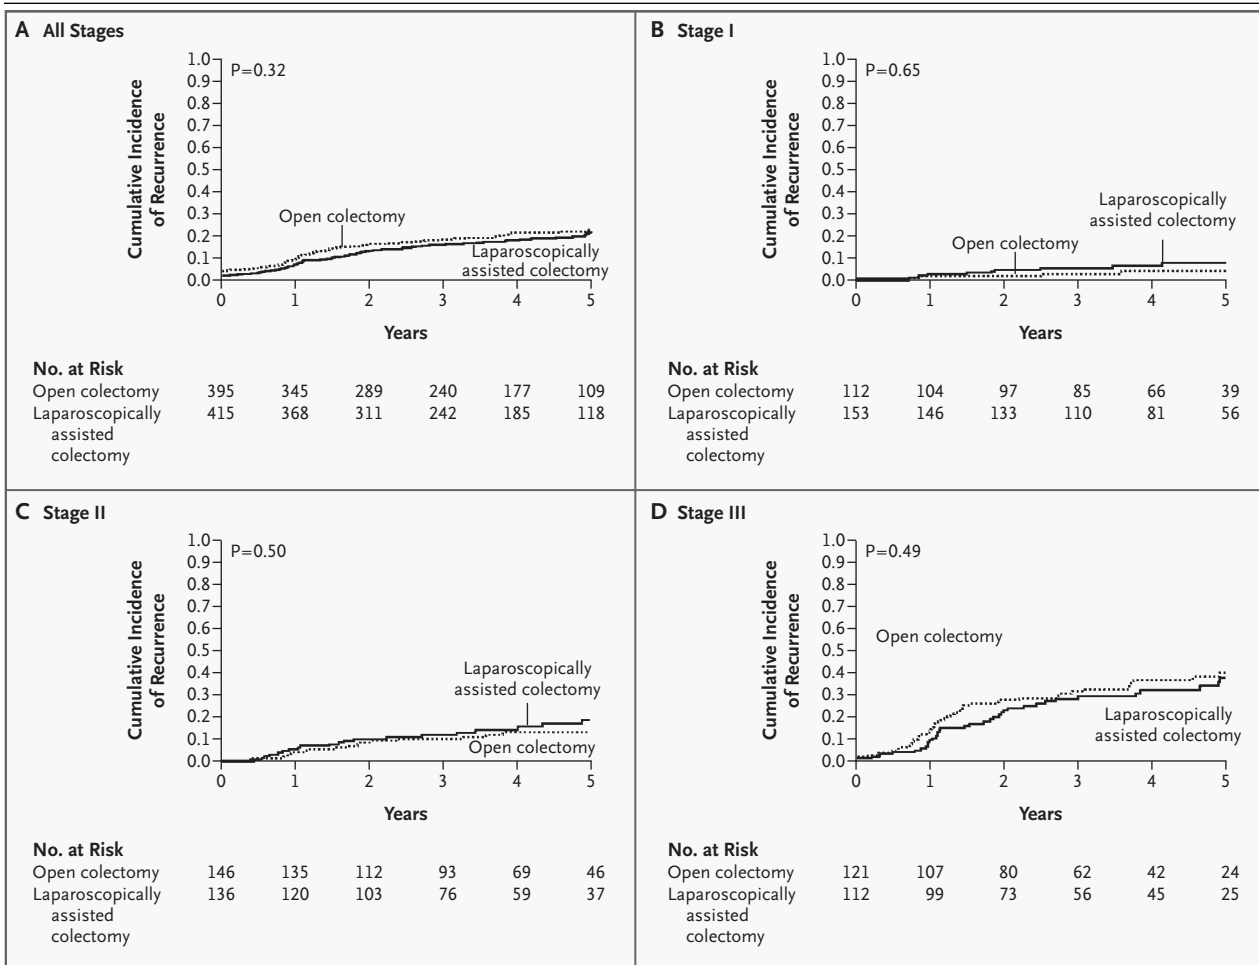 A All Stages
Cumulative Incidence
of Recurrence
1.0
0.9
0.8
0.7
0.6
0.5
0.4
0.3
0.2
0.1
0.0
P=0.32
Open colectomy
Laparoscopically
assisted colectomy
0 1 2 3 4 5
Years
No. at Risk
Open colectomy 395 345 289 240 177 109
Laparoscopically 415 368 311 242 185 118
assisted
colectomy
B Stage I
Cumulative Incidence
of Recurrence
1.0
0.9
0.8
0.7
0.6
0.5
0.4
0.3
0.2
0.1
0.0
P=0.65
Laparoscopically
assisted colectomy
Open colectomy
0 1 2 3 4 5
Years
No. at Risk
Open colectomy 112 104 97 85 66 39
Laparoscopically 153 146 133 110 81 56
assisted
colectomy
C Stage II
Cumulative Incidence
of Recurrence
1.0
0.9
0.8
0.7
0.6
0.5
0.4
0.3
0.2
0.1
0.0
P=0.50
Laparoscopically
assisted colectomy
Open colectomy
0 1 2 3 4 5
Years
No. at Risk
Open colectomy 146 135 112 93 69 46
Laparoscopically 136 120 103 76 59 37
assisted
colectomy
D Stage III
Cumulative Incidence
of Recurrence
1.0
0.9
0.8
0.7
0.6
0.5
0.4
0.3
0.2
0.1
0.0
P=0.49
Open colectomy
Laparoscopically
assisted colectomy
0 1 2 3 4 5
Years
No. at Risk
Open colectomy 121 107 80 62 42 24
Laparoscopically 112 99 73 56 45 25
assisted
colectomy